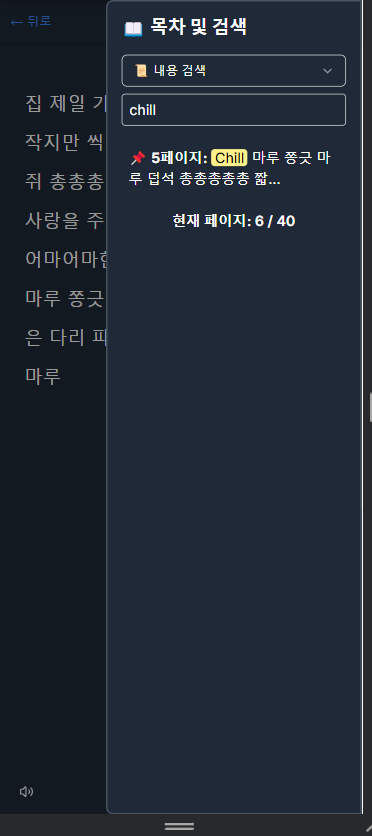 ← 뒤로
📖 목차 및 검색
📜 내용 검색
chill
📌 5페이지: Chill 마루 쫑긋 마
루 덥석 총총총총총 짧...
현재 페이지: 6 / 40
집 제일
작지만 씩
쥐 총총총
사랑을 주
어마어마한
마루 쫑긋
은 다리
마루